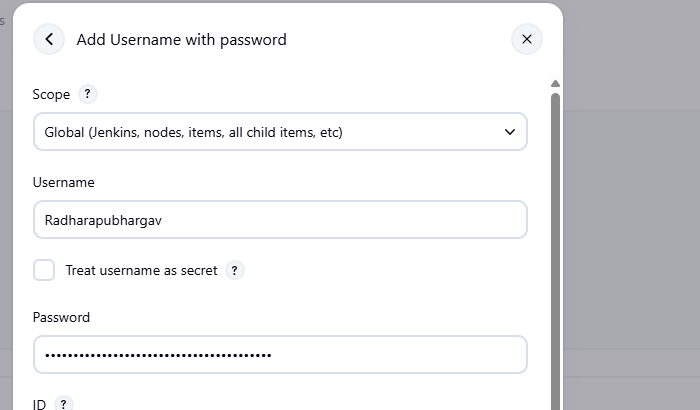 s
Add Username with password
Scope ?
Global (Jenkins, nodes, items, all child items, etc)
Username
Radharapubhargav
Treat username as secret ?
Password
••••••••••••••••••••••••••••••••••••••••
ID ?